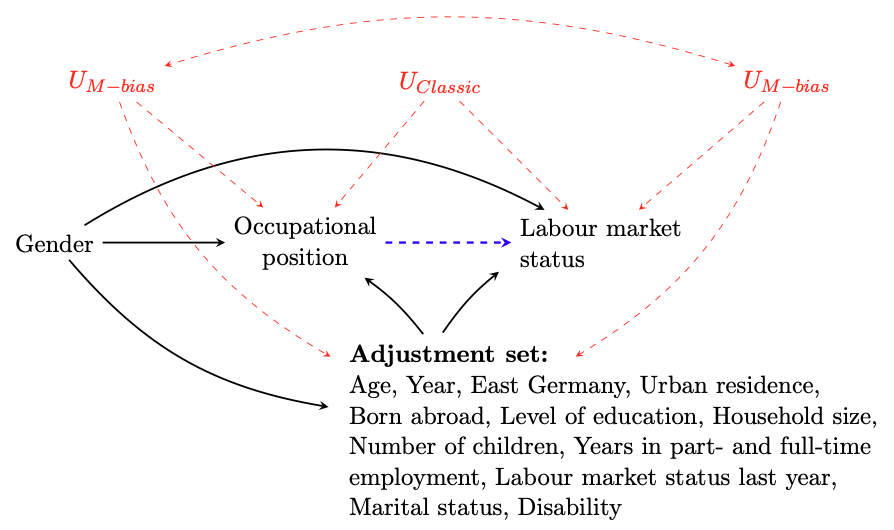 U_{M−bias} U_{Classic} U_{M−bias}
Gender
Occupational
position
Labour market
status
Adjustment set:
Age, Year, East Germany, Urban residence,
Born abroad, Level of education, Household size,
Number of children, Years in part- and full-time
employment, Labour market status last year,
Marital status, Disability